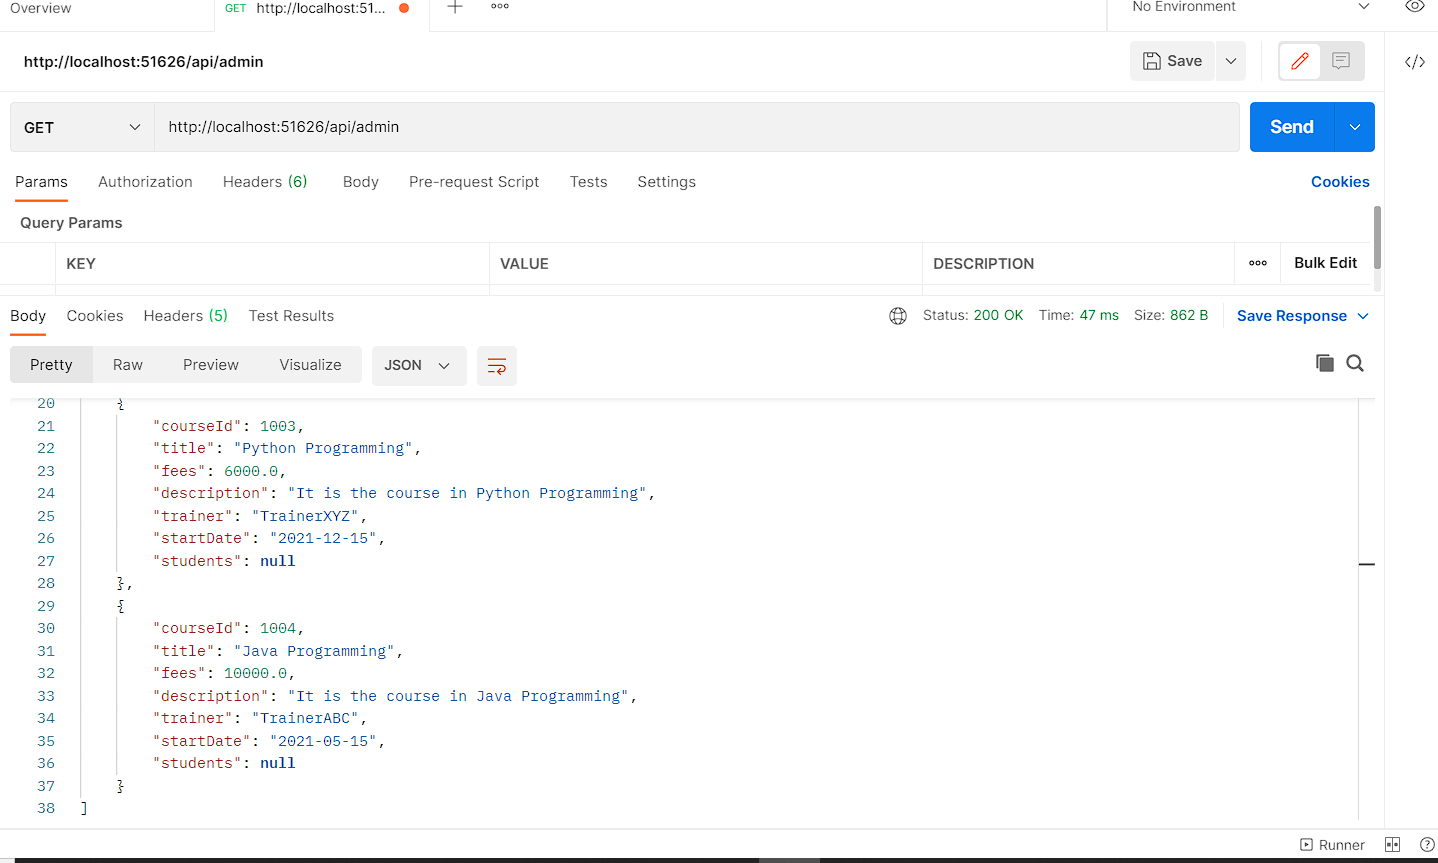 Overview GET http://localhost:51... No Environment
http://localhost:51626/api/admin Save
GET http://localhost:51626/api/admin Send
Params Authorization Headers (6) Body Pre-request Script Tests Settings Cookies
Query Params
KEY VALUE DESCRIPTION Bulk Edit
Body Cookies Headers (5) Test Results Status: 200 OK Time: 47 ms Size: 862 B Save Response
Pretty Raw Preview Visualize JSON
20 {
21 "courseId": 1003,
22 "title": "Python Programming",
23 "fees": 6000.0,
24 "description": "It is the course in Python Programming",
25 "trainer": "TrainerXYZ",
26 "startDate": "2021-12-15",
27 "students": null
28 },
29 {
30 "courseId": 1004,
31 "title": "Java Programming",
32 "fees": 10000.0,
33 "description": "It is the course in Java Programming",
34 "trainer": "TrainerABC",
35 "startDate": "2021-05-15",
36 "students": null
37 }
38 ]
Runner